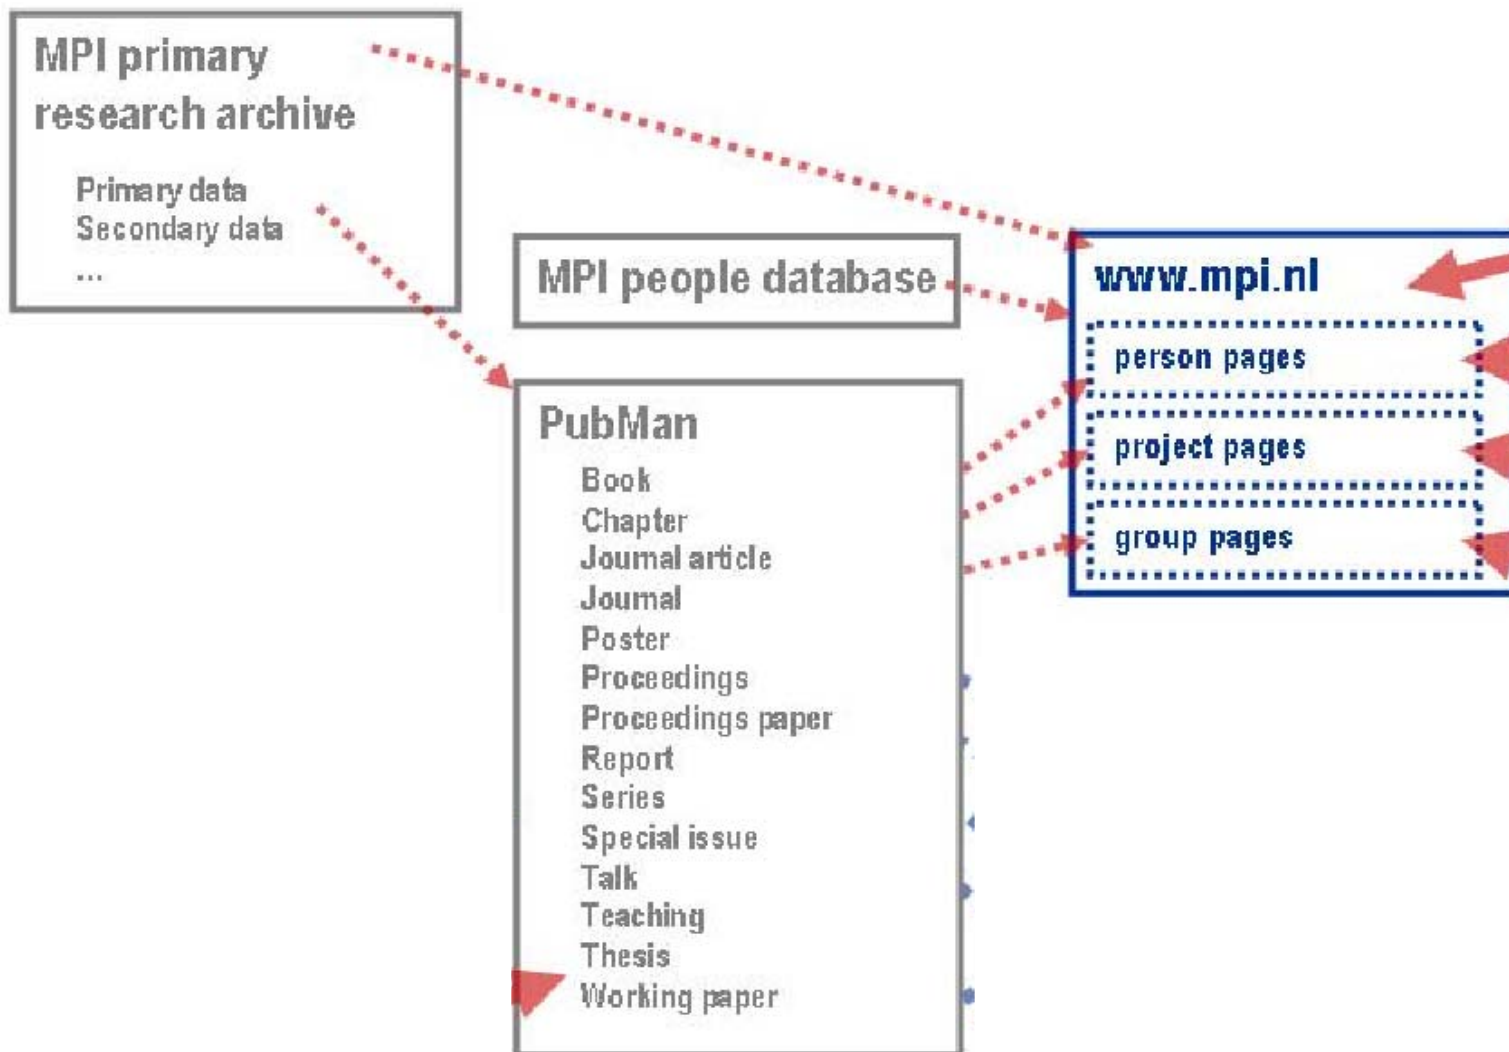 MPI primary
research archive
Primary data
Secondary data
...
MPI people database
PubMan
Book
Chapter
Journal article
Journal
Poster
Proceedings
Proceedings paper
Report
Series
Special issue
Talk
Teaching
Thesis
Working paper
www.mpi.nl
person pages
project pages
group pages